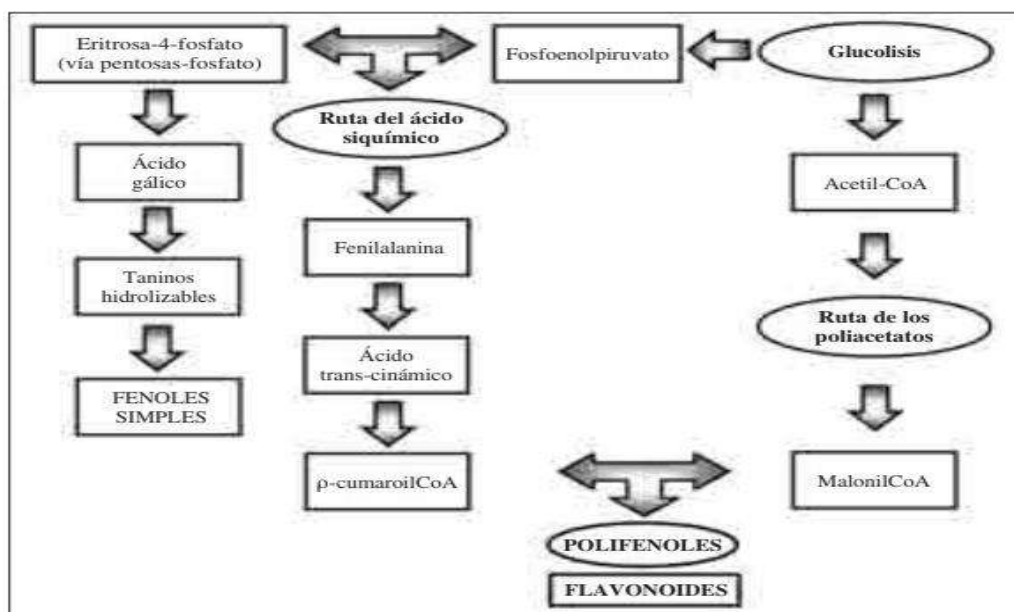 Eritrosa-4-fosfato
(vía pentosas-fosfato)
Fosfoenolpiruvato
Glucolisis
Ruta del ácido
siquímico
Ácido
gálico
Acetil-CoA
Fenilalanina
Taninos
hidrolizables
Ruta de los
poliacetatos
Ácido
trans-cinámico
FENOLES
SIMPLES
ρ-cumaroilCoA
MalonilCoA
POLIFENOLES
FLAVONOIDES